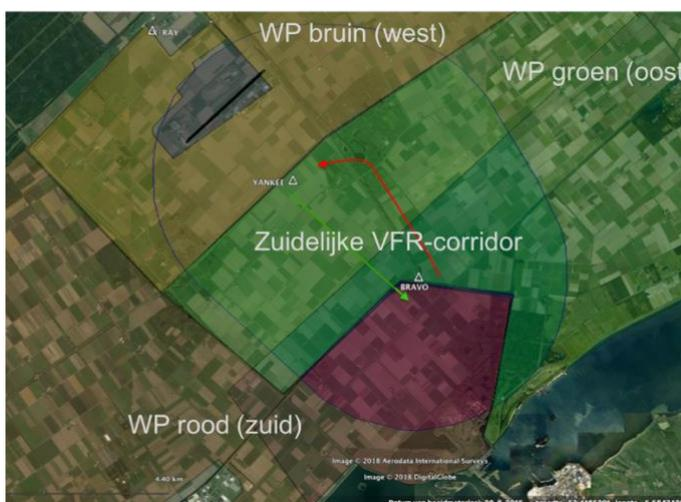 WP bruin (west)
RAY
WP groen (oost
YANKEE
Zuidelijke VFR-corridor
BRAVO
WP rood (zuid)
Image © 2018 Aerodata International Surveys
4.40 km
Image © 2018 DigitalGlobe